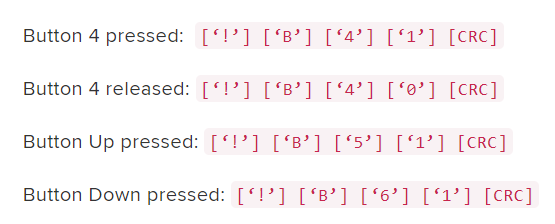 Button 4 pressed: [‘!’] [‘B’] [‘4’] [‘1’] [CRC]
Button 4 released: [‘!’] [‘B’] [‘4’] [‘0’] [CRC]
Button Up pressed: [‘!’] [‘B’] [‘5’] [‘1’] [CRC]
Button Down pressed: [‘!’] [‘B’] [‘6’] [‘1’] [CRC]